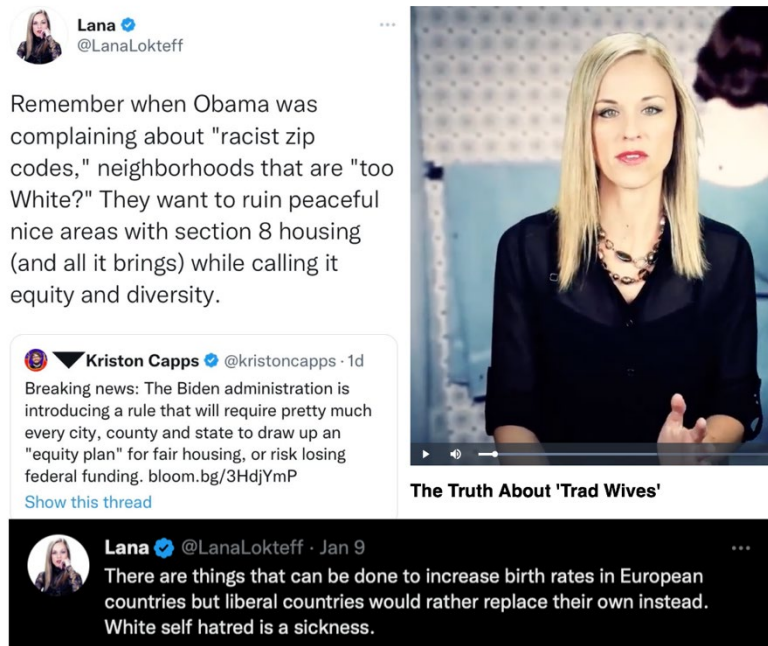 Lana
@LanaLokteff
Remember when Obama was
complaining about "racist zip
codes," neighborhoods that are "too
White?" They want to ruin peaceful
nice areas with section 8 housing
(and all it brings) while calling it
equity and diversity.
Kriston Capps @kristoncapps · 1d
Breaking news: The Biden administration is
introducing a rule that will require pretty much
every city, county and state to draw up an
"equity plan" for fair housing, or risk losing
federal funding. bloom.bg/3HdjYmP
Show this thread
The Truth About 'Trad Wives'
Lana @LanaLokteff · Jan 9
There are things that can be done to increase birth rates in European
countries but liberal countries would rather replace their own instead.
White self hatred is a sickness.